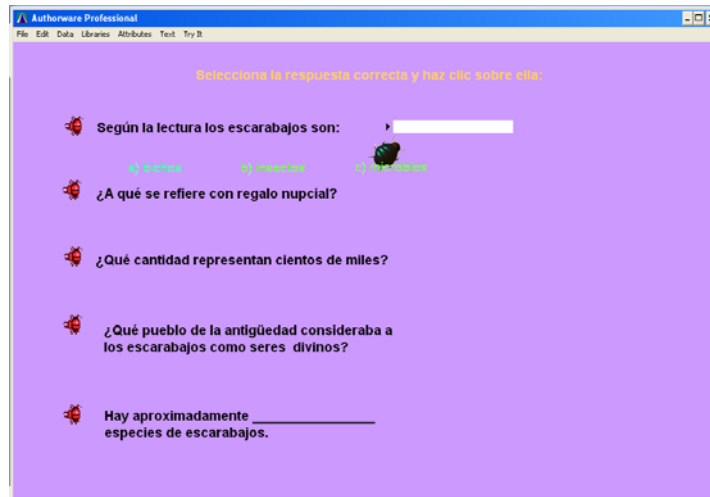 Authorware Professional
File Edit Data Libraries Attributes Text Try It
Selecciona la respuesta correcta y haz clic sobre ella:
Según la lectura los escarabajos son:
a) bichos b) insectos c) microbios
¿A qué se refiere con regalo nupcial?
¿Qué cantidad representan cientos de miles?
¿Qué pueblo de la antigüedad consideraba a
los escarabajos como seres divinos?
Hay aproximadamente _________________
especies de escarabajos.